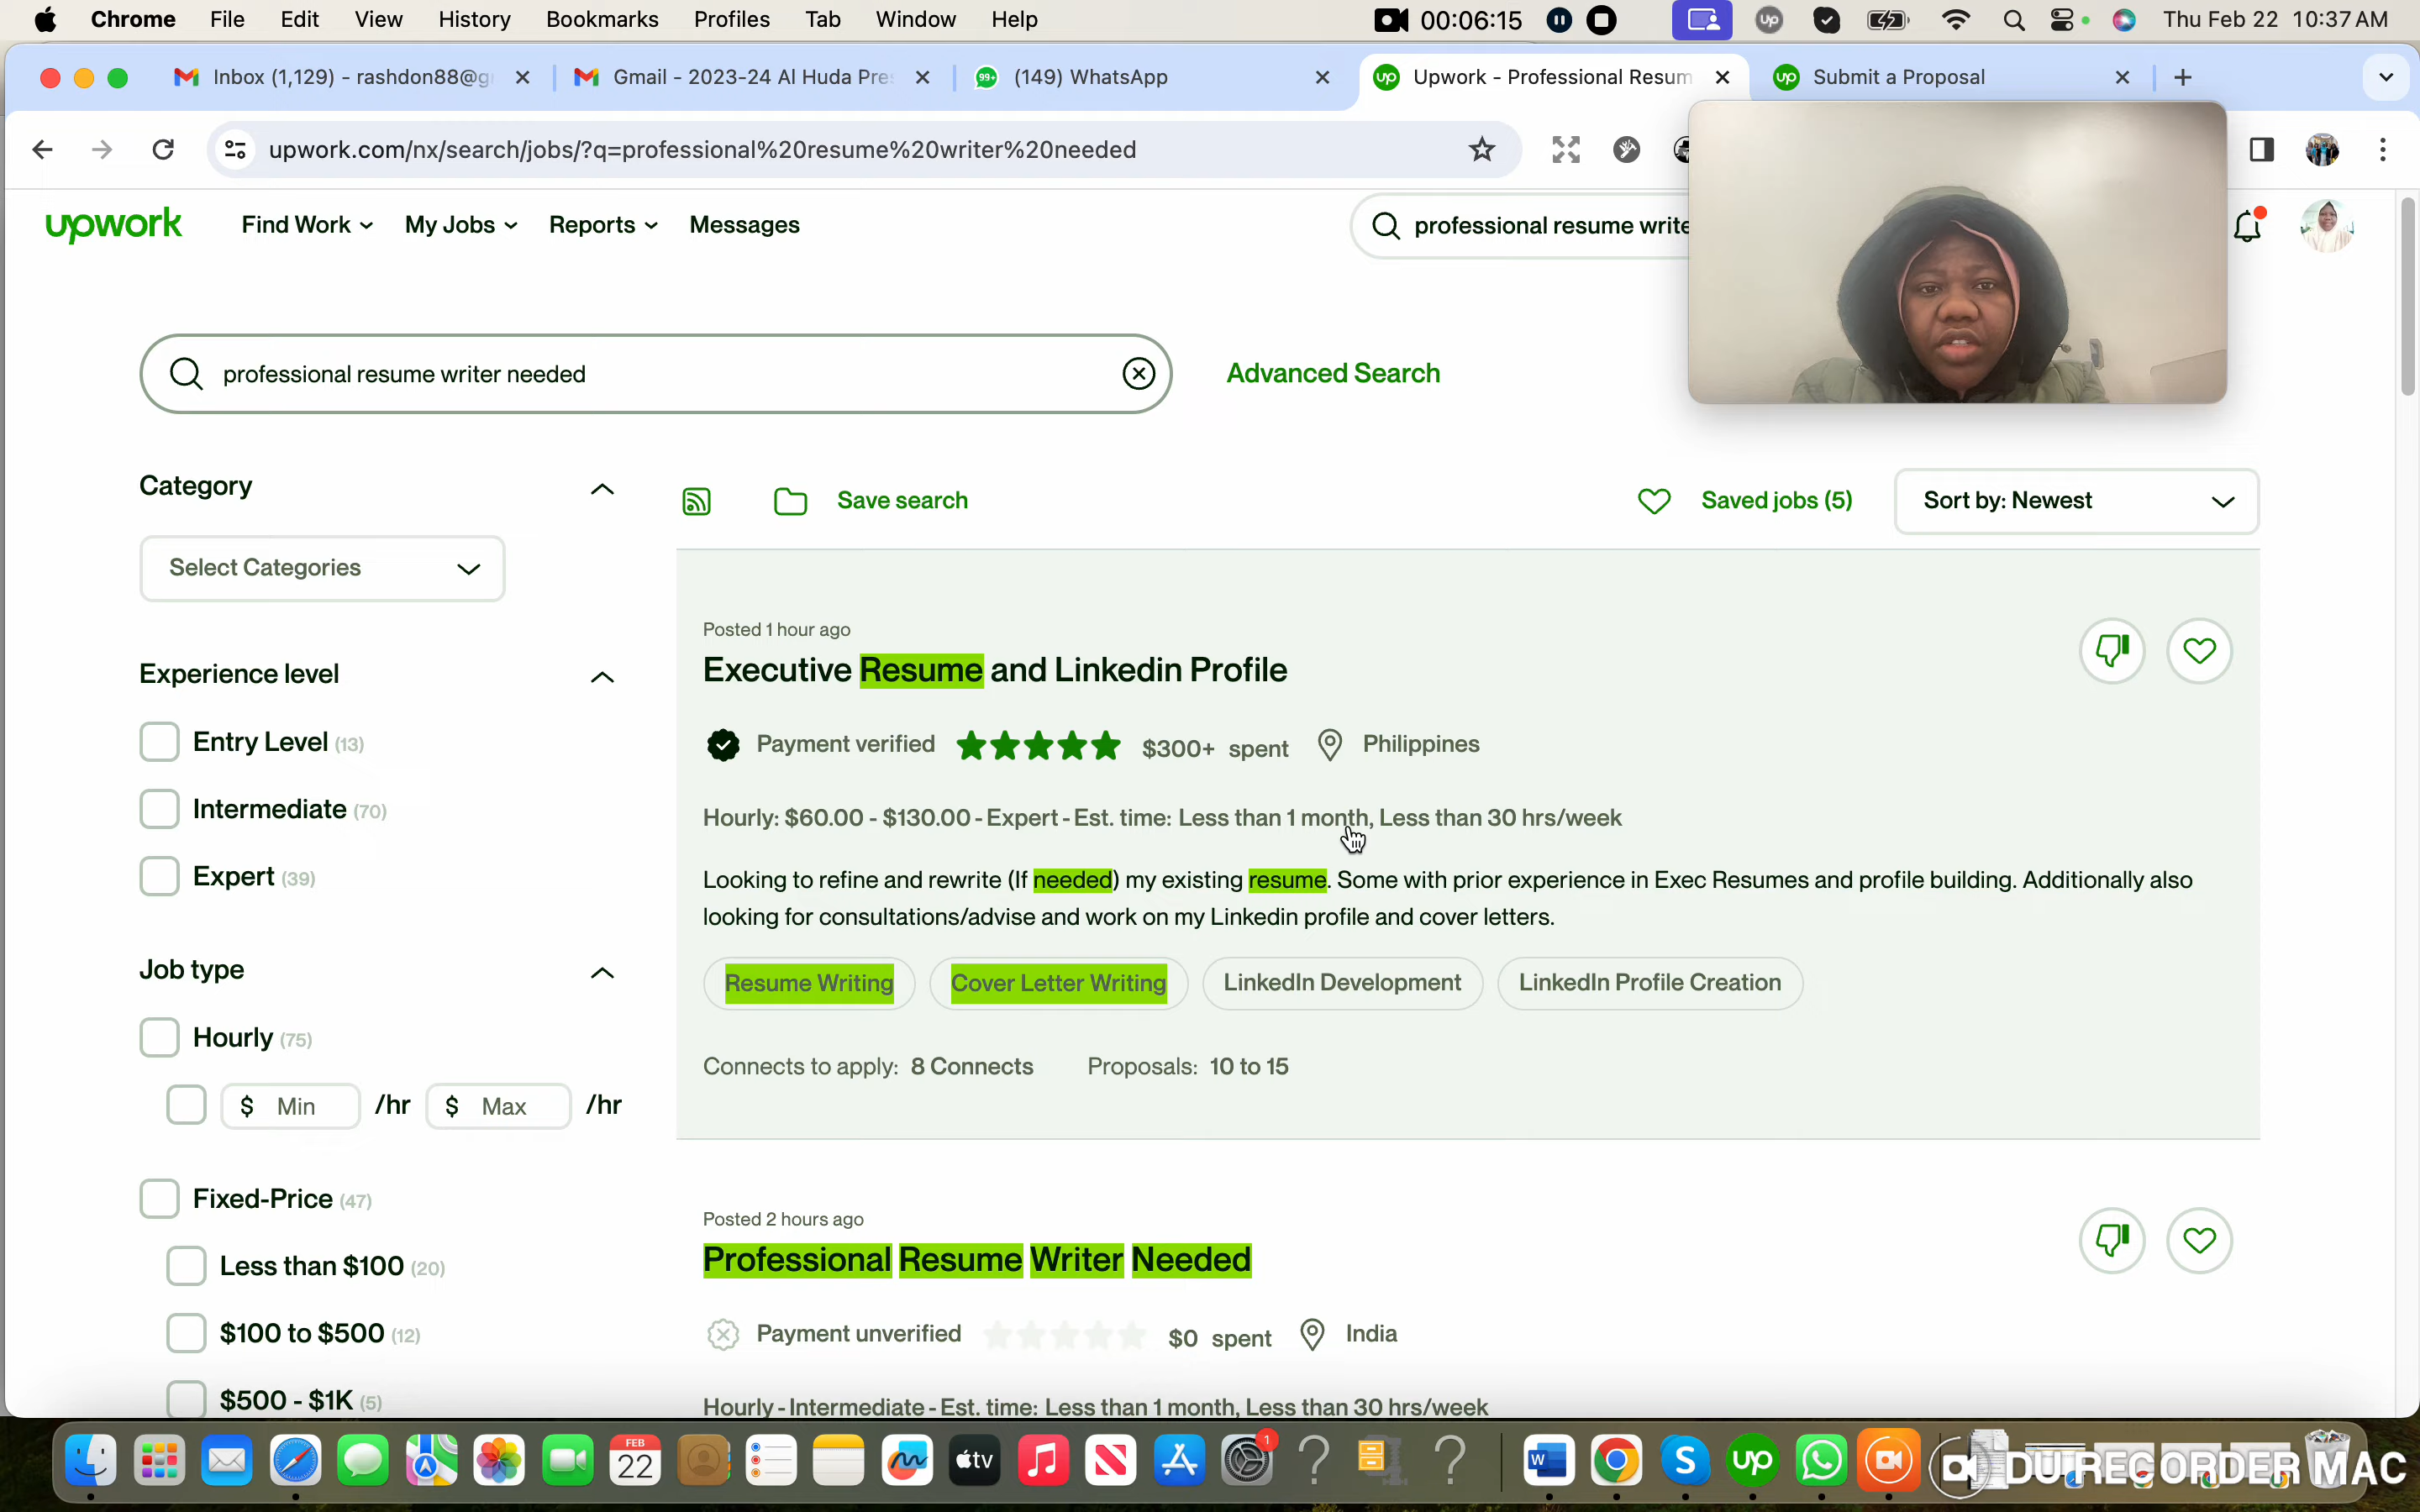 Chrome File Edit View History Bookmarks Profiles Tab Window Help 00:06:15 up Thu Feb 22 10:37 AM
Inbox (1,129) - rashdon88@g Gmail - 2023-24 Al Huda Pre 99+ (149) WhatsApp up Upwork - Professional Resum up Submit a Proposal
upwork.com/nx/search/jobs/?q=professional%20resume%20writer%20needed
upwork Find Work My Jobs Reports Messages professional resume write
professional resume writer needed Advanced Search
Category
Save search Saved jobs (5) Sort by: Newest
Select Categories
Posted 1 hour ago
Executive Resume and Linkedin Profile
Experience level
Payment verified $300+ spent Philippines
Entry Level (13)
Hourly: $60.00 - $130.00 - Expert - Est. time: Less than 1 month, Less than 30 hrs/week
Intermediate (70)
Looking to refine and rewrite (If needed) my existing resume. Some with prior experience in Exec Resumes and profile building. Additionally also
looking for consultations/advise and work on my Linkedin profile and cover letters.
Expert (39)
Job type
Resume Writing Cover Letter Writing LinkedIn Development LinkedIn Profile Creation
Hourly (75)
Connects to apply: 8 Connects Proposals: 10 to 15
$ Min /hr $ Max /hr
Fixed-Price (47)
Posted 2 hours ago
Professional Resume Writer Needed
Less than $100 (20)
Payment unverified $0 spent India
$100 to $500 (12)
$500 - $1K (5)
Hourly - Intermediate - Est. time: Less than 1 month, Less than 30 hrs/week
FEB
22
tv
1
W
S
up
DU RECORDER MAC